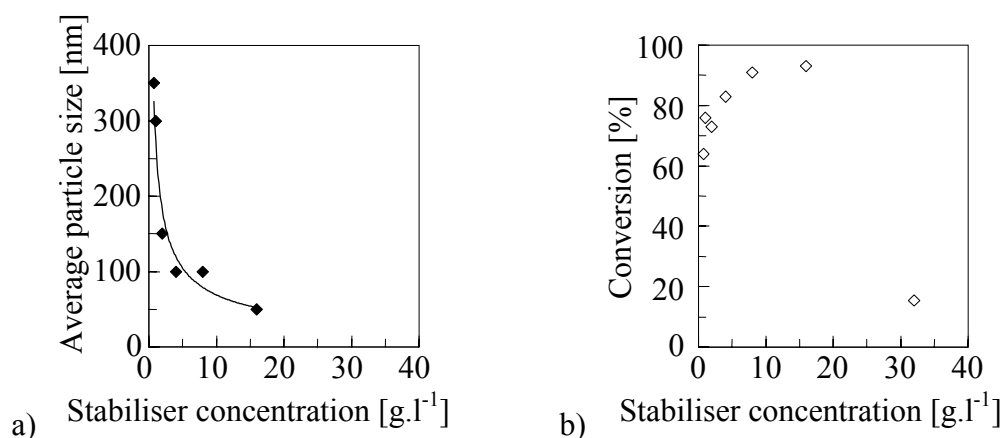 Average particle size [nm]
400
300
200
100
0
0 10 20 30 40
a) Stabiliser concentration [g.l⁻¹]
Conversion [%]
100
80
60
40
20
0
0 10 20 30 40
b) Stabiliser concentration [g.l⁻¹]